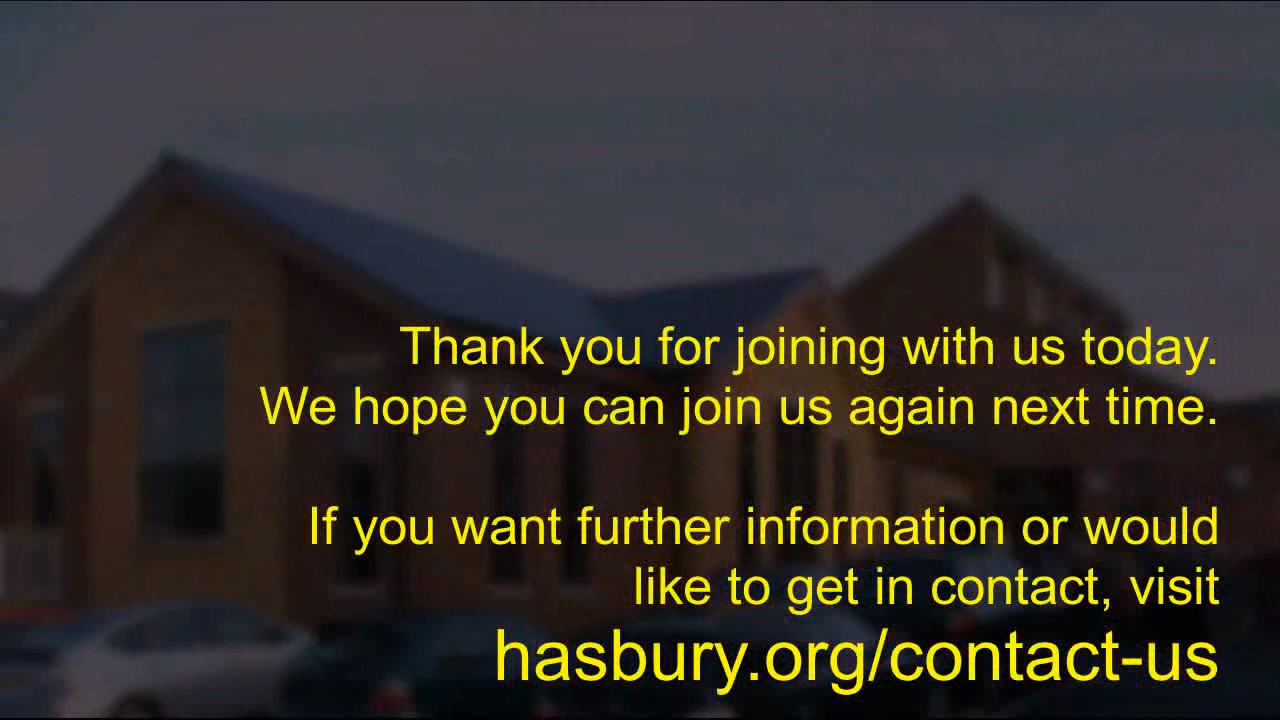 Thank you for joining with us today.
We hope you can join us again next time.
If you want further information or would
like to get in contact, visit
hasbury.org/contact-us